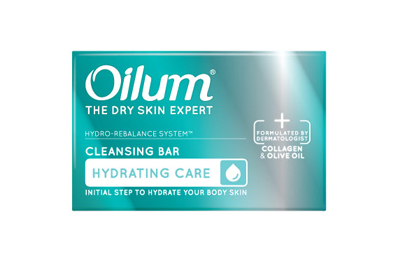 Oilum®
THE DRY SKIN EXPERT
HYDRO-REBALANCE SYSTEM™
CLEANSING BAR
HYDRATING CARE
INITIAL STEP TO HYDRATE YOUR BODY SKIN
FORMULATED BY
DERMATOLOGIST
COLLAGEN
& OLIVE OIL